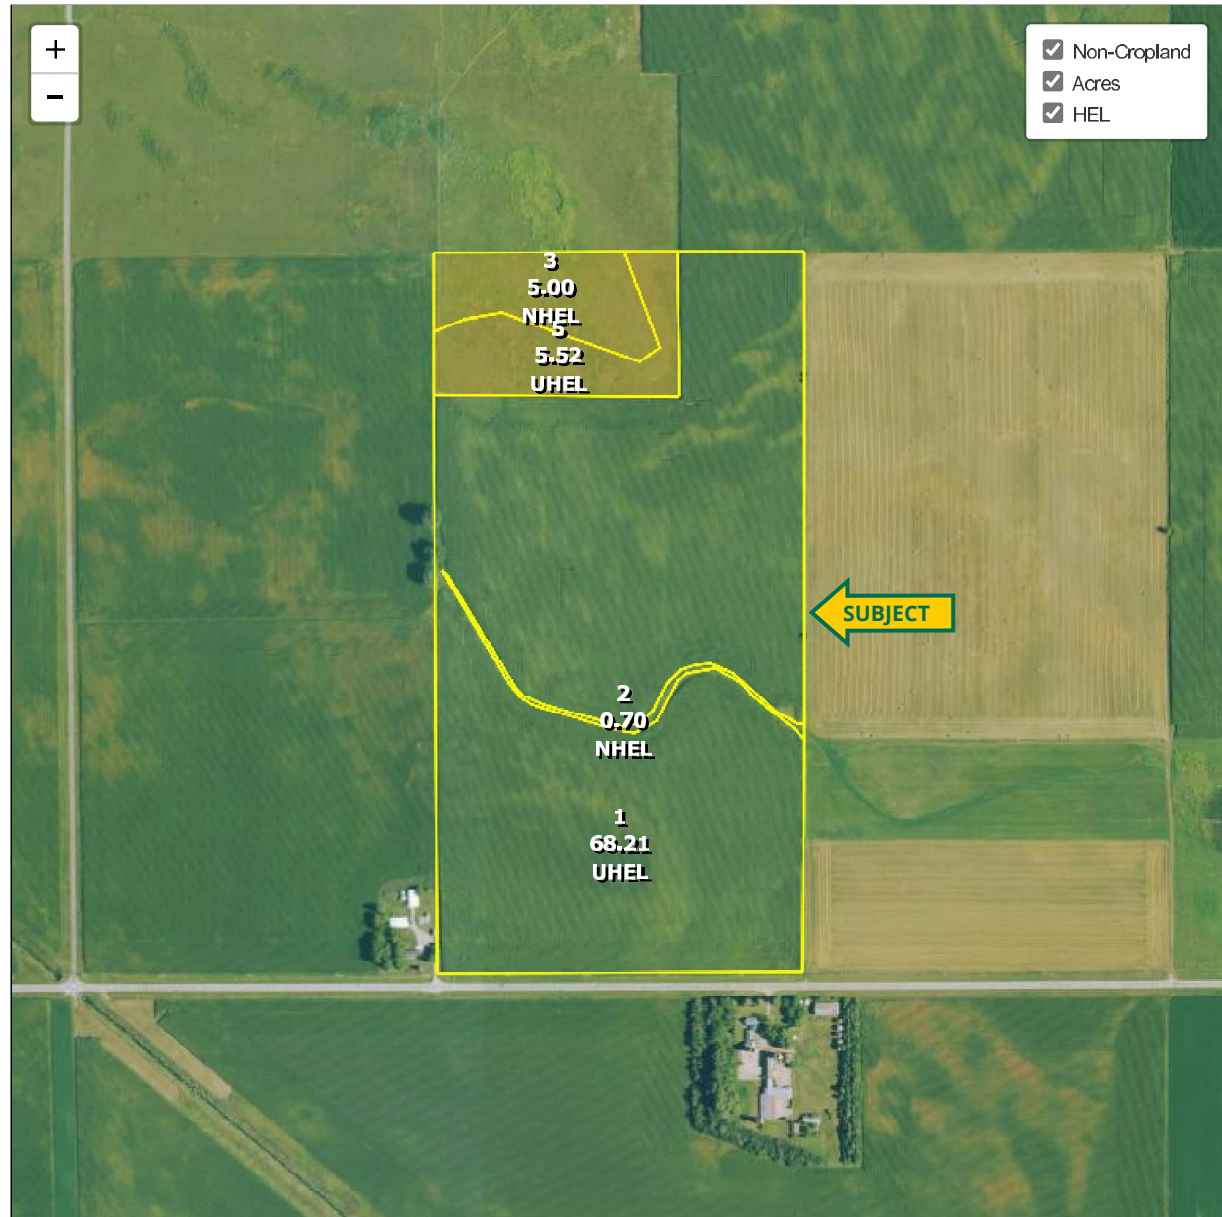 +
−
Non-Cropland
Acres
HEL
3
5.00
NHEL
5
5.52
UHEL
SUBJECT
2
0.70
NHEL
1
68.21
UHEL